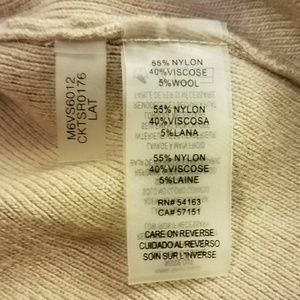 M6VS6012
CKTSR0176
LAT
55% NYLON
40%VISCOSE
5%WOOL
55% NYLON
40%VISCOSA
5%LANA
55% NYLON
40%VISCOSE
5%LAINE
RN# 54163
CA# 57151
CARE ON REVERSE
CUIDADO AL/REVERSO
SOIN SUR L'INVERSE